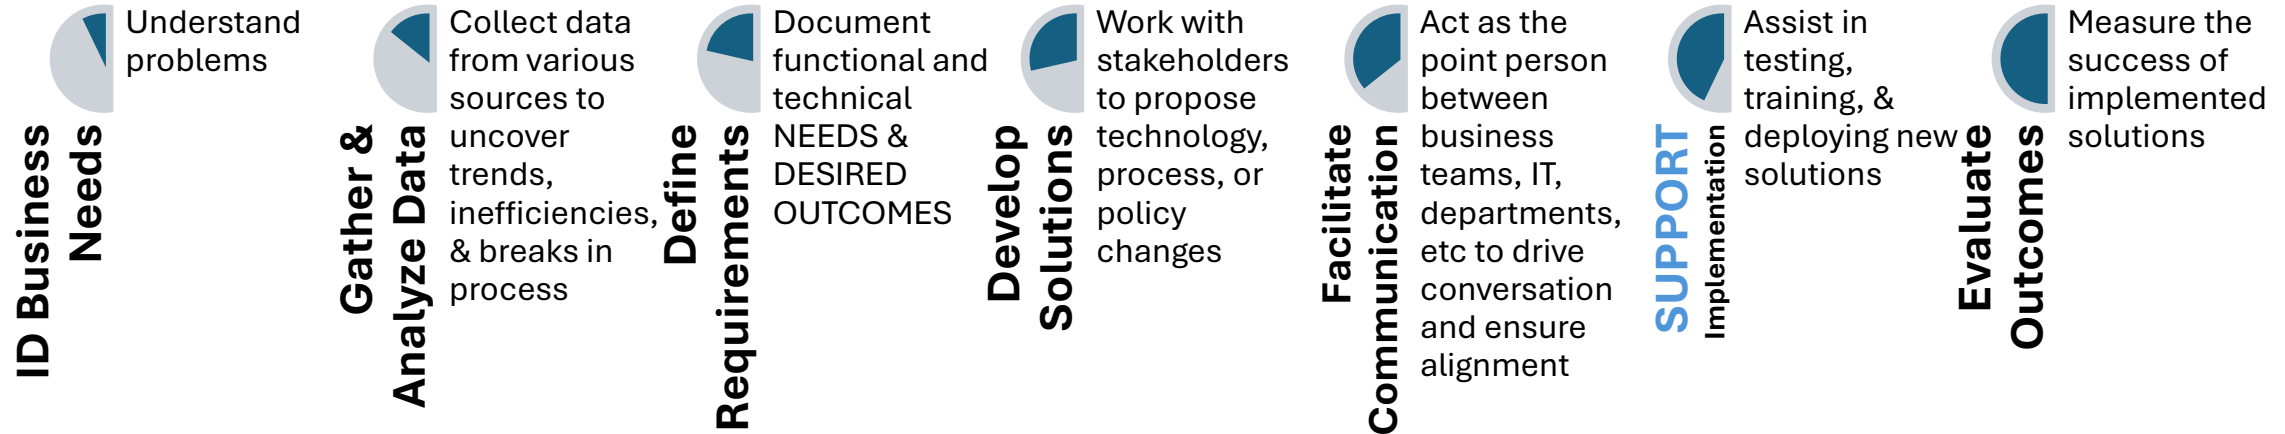 ID Business
Needs
Understand
problems
Gather &
Analyze Data
Collect data
from various
sources to
uncover
trends,
inefficiencies,
& breaks in
process
Define
Requirements
Document
functional and
technical
NEEDS &
DESIRED
OUTCOMES
Develop
Solutions
Work with
stakeholders
to propose
technology,
process, or
policy
changes
Facilitate
Communication
Act as the
point person
between
business
teams, IT,
departments,
etc to drive
conversation
and ensure
alignment
SUPPORT
Implementation
Assist in
testing,
training, &
deploying new
solutions
Evaluate
Outcomes
Measure the
success of
implemented
solutions